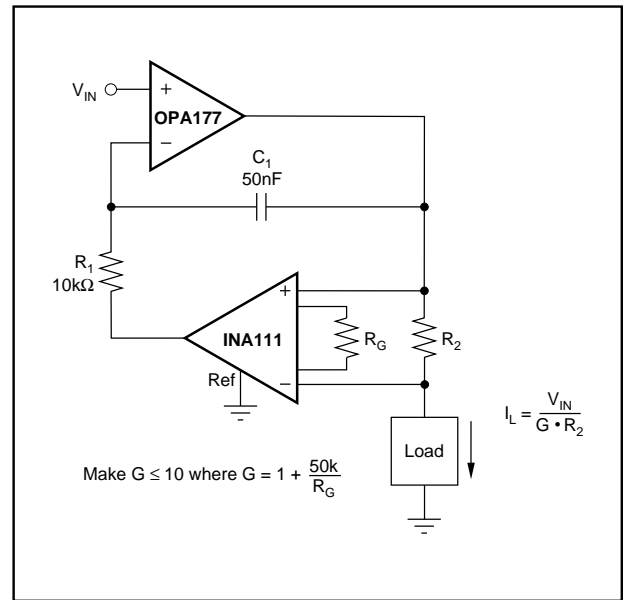 V_IN
+
OPA177
−
C_1
50nF
R_1
10kΩ
+
INA111
R_G
R_2
Ref
−
Load
I_L = V_IN / G • R_2
Make G ≤ 10 where G = 1 + 50k / R_G